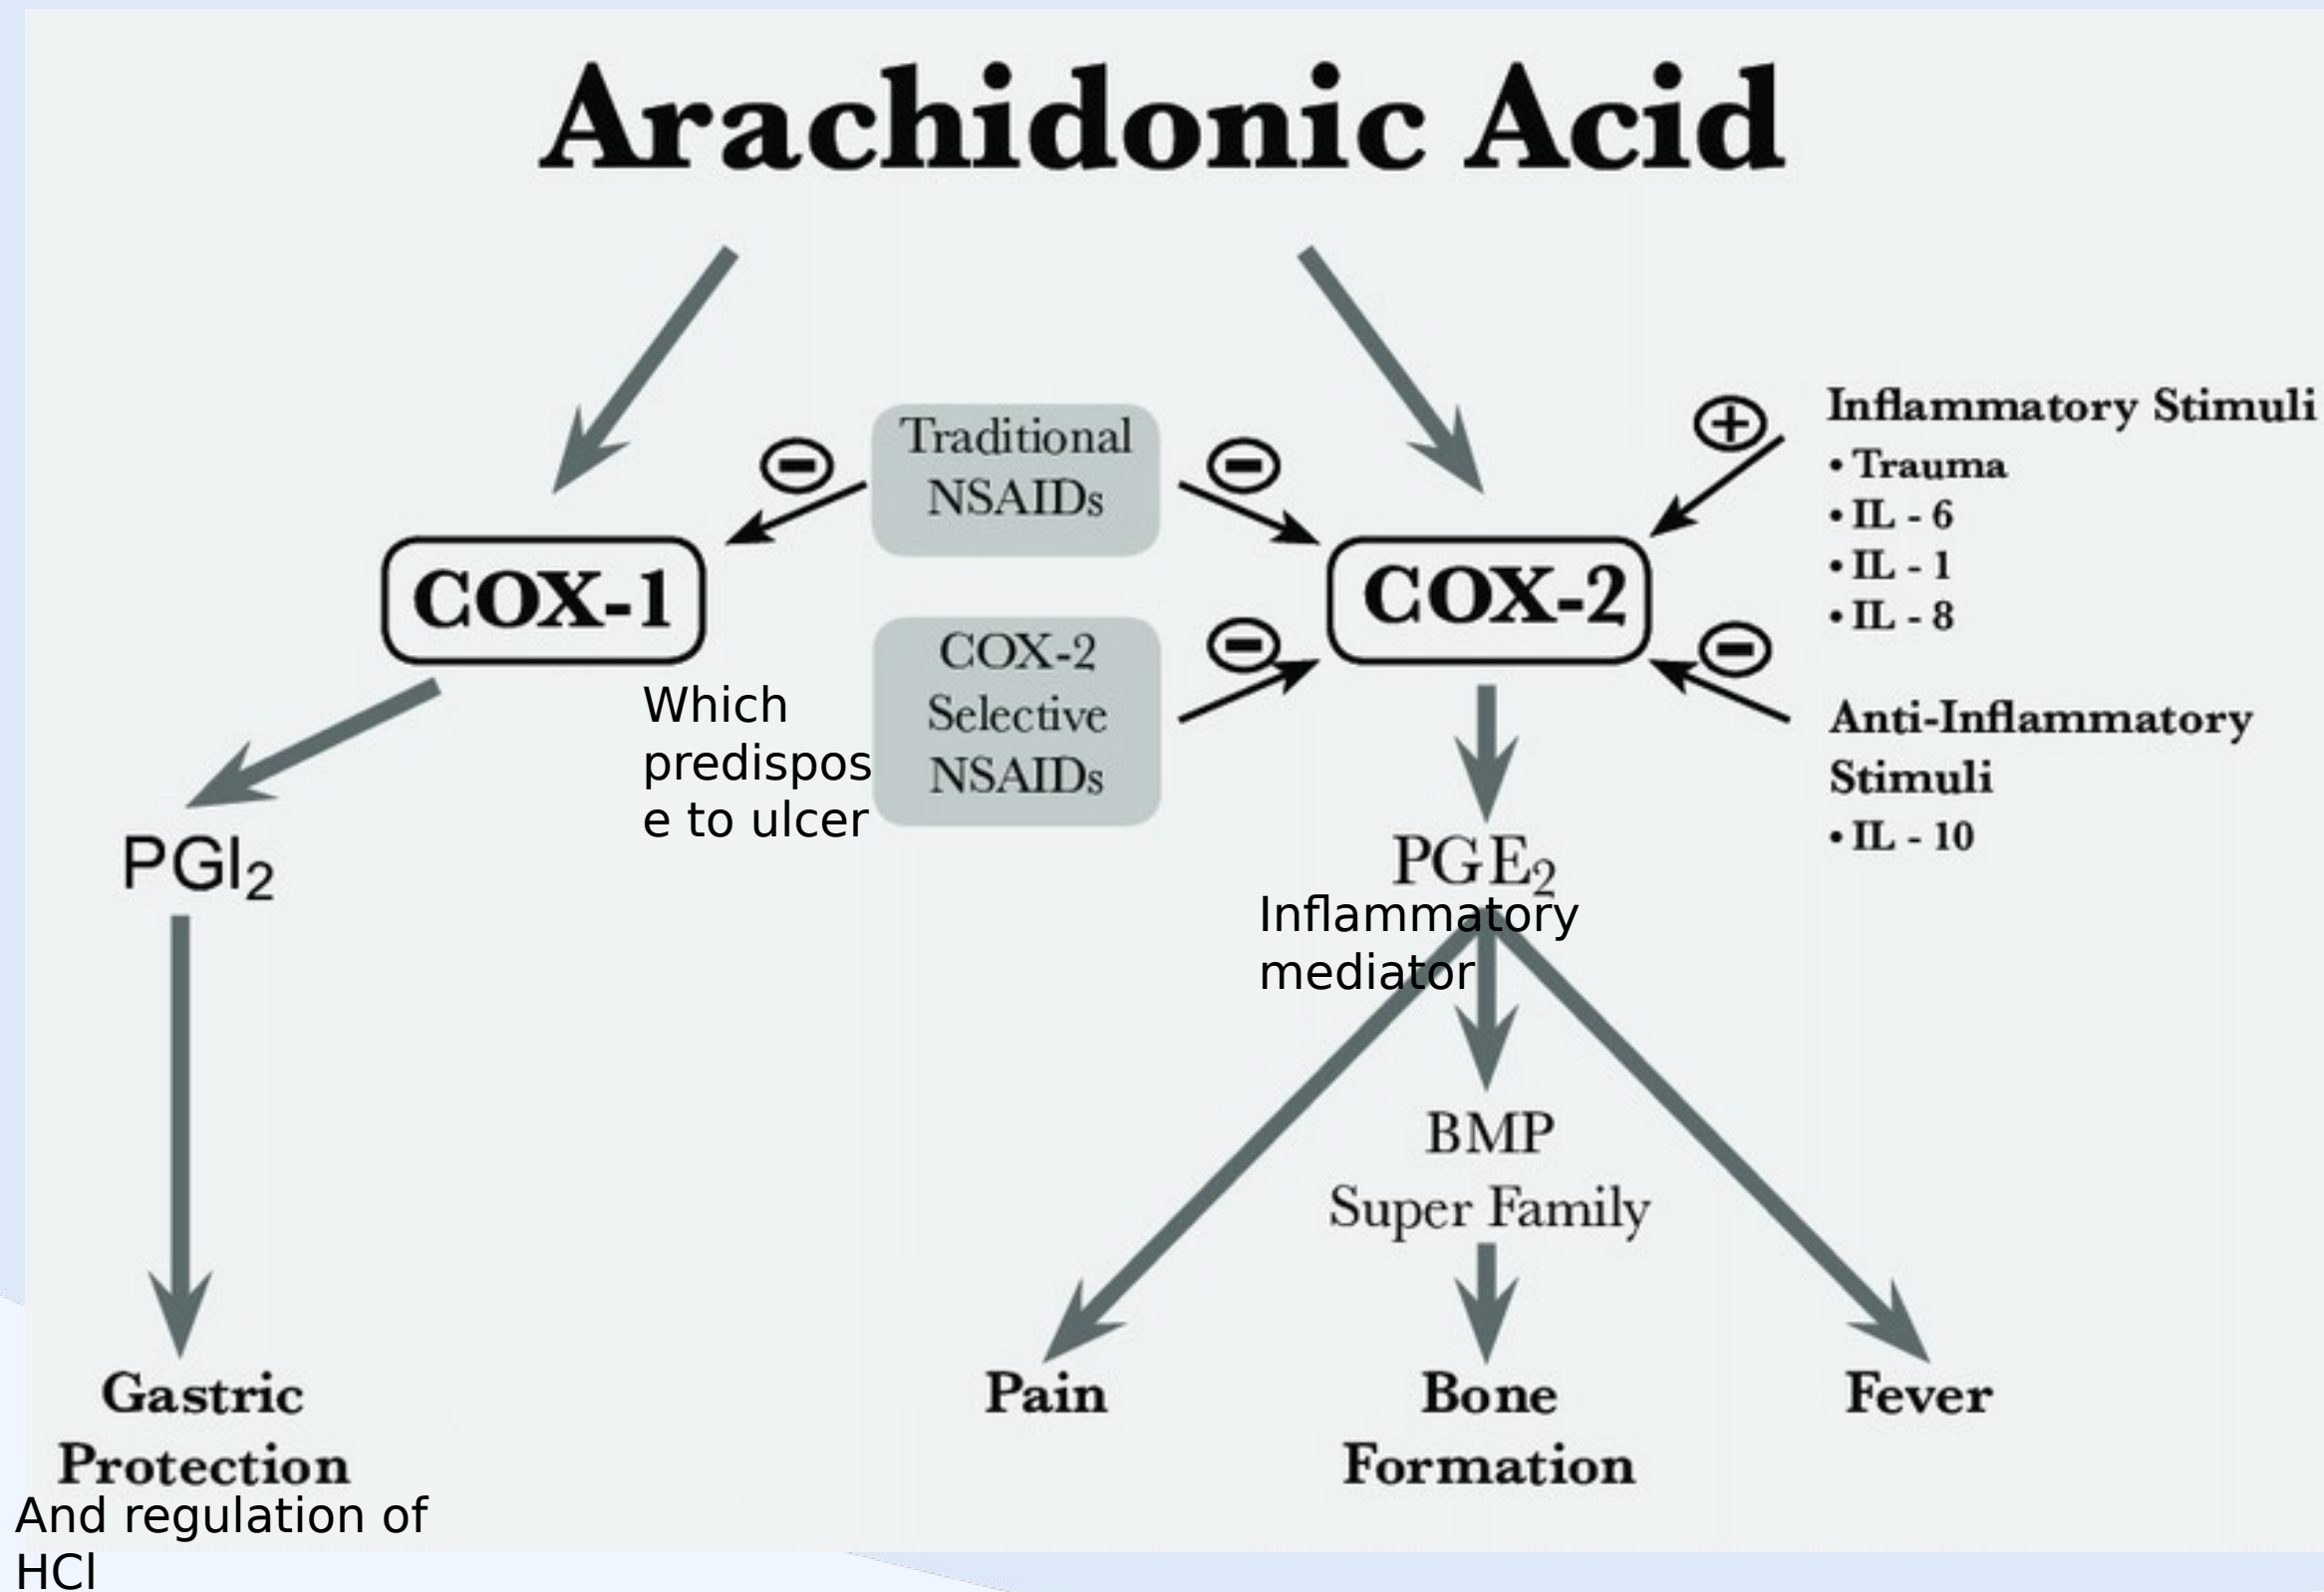 Arachidonic Acid
Traditional
NSAIDs
COX-1
COX-2
Inflammatory Stimuli
• Trauma
• IL - 6
• IL - 1
• IL - 8
COX-2
Selective
NSAIDs
Which
predispos
e to ulcer
Anti-Inflammatory
Stimuli
• IL - 10
PGI₂
PGE₂
Inflammatory
mediator
BMP
Super Family
Gastric
Protection
And regulation of
HCl
Pain
Bone
Formation
Fever